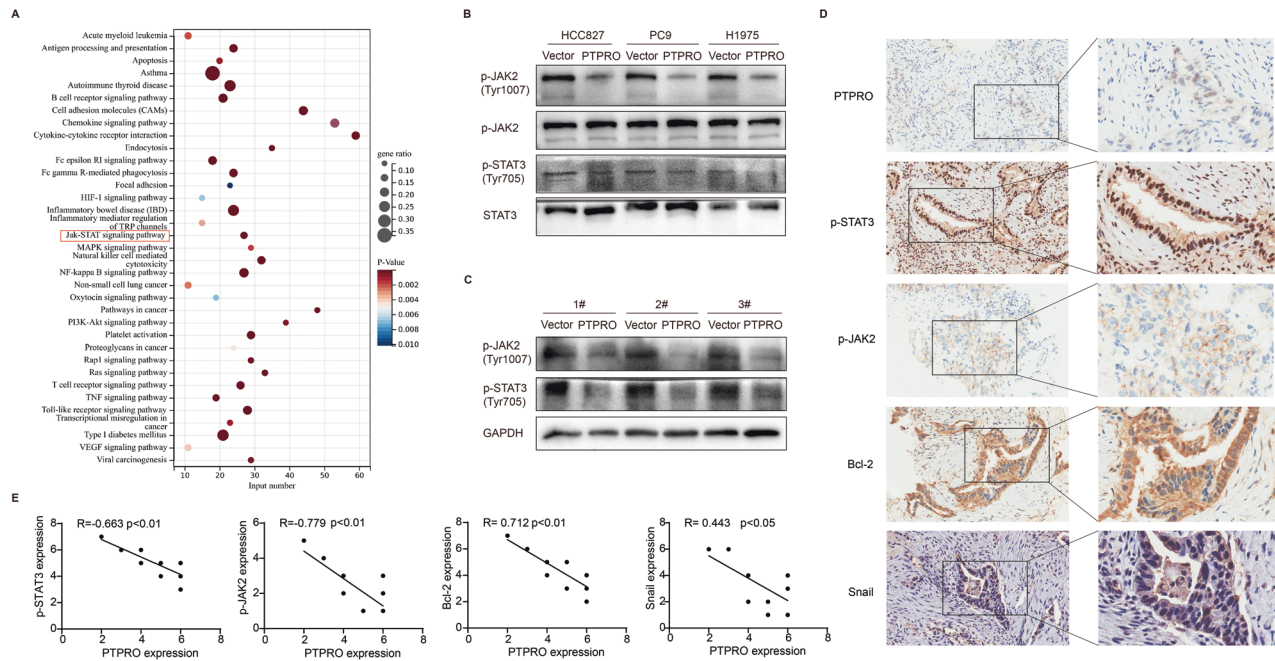 A
Acute myeloid leukemia
Antigen processing and presentation
Apoptosis
Asthma
Autoimmune thyroid disease
B cell receptor signaling pathway
Cell adhesion molecules (CAMs)
Chemokine signaling pathway
Cytokine-cytokine receptor interaction
Endocytosis
Fc epsilon RI signaling pathway
Fc gamma R-mediated phagocytosis
Focal adhesion
HIF-1 signaling pathway
Inflammatory bowel disease (IBD)
Inflammatory mediator regulation
of TRP channels
Jak-STAT signaling pathway
MAPK signaling pathway
Natural killer cell mediated
cytotoxicity
NF-kappa B signaling pathway
Non-small cell lung cancer
Oxytocin signaling pathway
Pathways in cancer
PI3K-Akt signaling pathway
Platelet activation
Proteoglycans in cancer
Rap1 signaling pathway
Ras signaling pathway
T cell receptor signaling pathway
TNF signaling pathway
Toll-like receptor signaling pathway
Transcriptional misregulation in
cancer
Type I diabetes mellitus
VEGF signaling pathway
Viral carcinogenesis
10 20 30 40 50 60
Input number
gene ratio
0.10
0.15
0.20
0.25
0.30
0.35
P-Value
0.002
0.004
0.006
0.008
0.010
B
HCC827 PC9 H1975
Vector PTPRO Vector PTPRO Vector PTPRO
p-JAK2
(Tyr1007)
p-JAK2
p-STAT3
(Tyr705)
STAT3
C
1# 2# 3#
Vector PTPRO Vector PTPRO Vector PTPRO
p-JAK2
(Tyr1007)
p-STAT3
(Tyr705)
GAPDH
D
PTPRO
p-STAT3
p-JAK2
Bcl-2
Snail
E
R=-0.663 p<0.01
p-STAT3 expression
8
6
4
2
0
0 2 4 6 8
PTPRO expression
R=-0.779 p<0.01
p-JAK2 expression
6
4
2
0
0 2 4 6 8
PTPRO expression
R= 0.712 p<0.01
Bcl-2 expression
8
6
4
2
0
0 2 4 6 8
PTPRO expression
R= 0.443 p<0.05
Snail expression
8
6
4
2
0
0 2 4 6 8
PTPRO expression